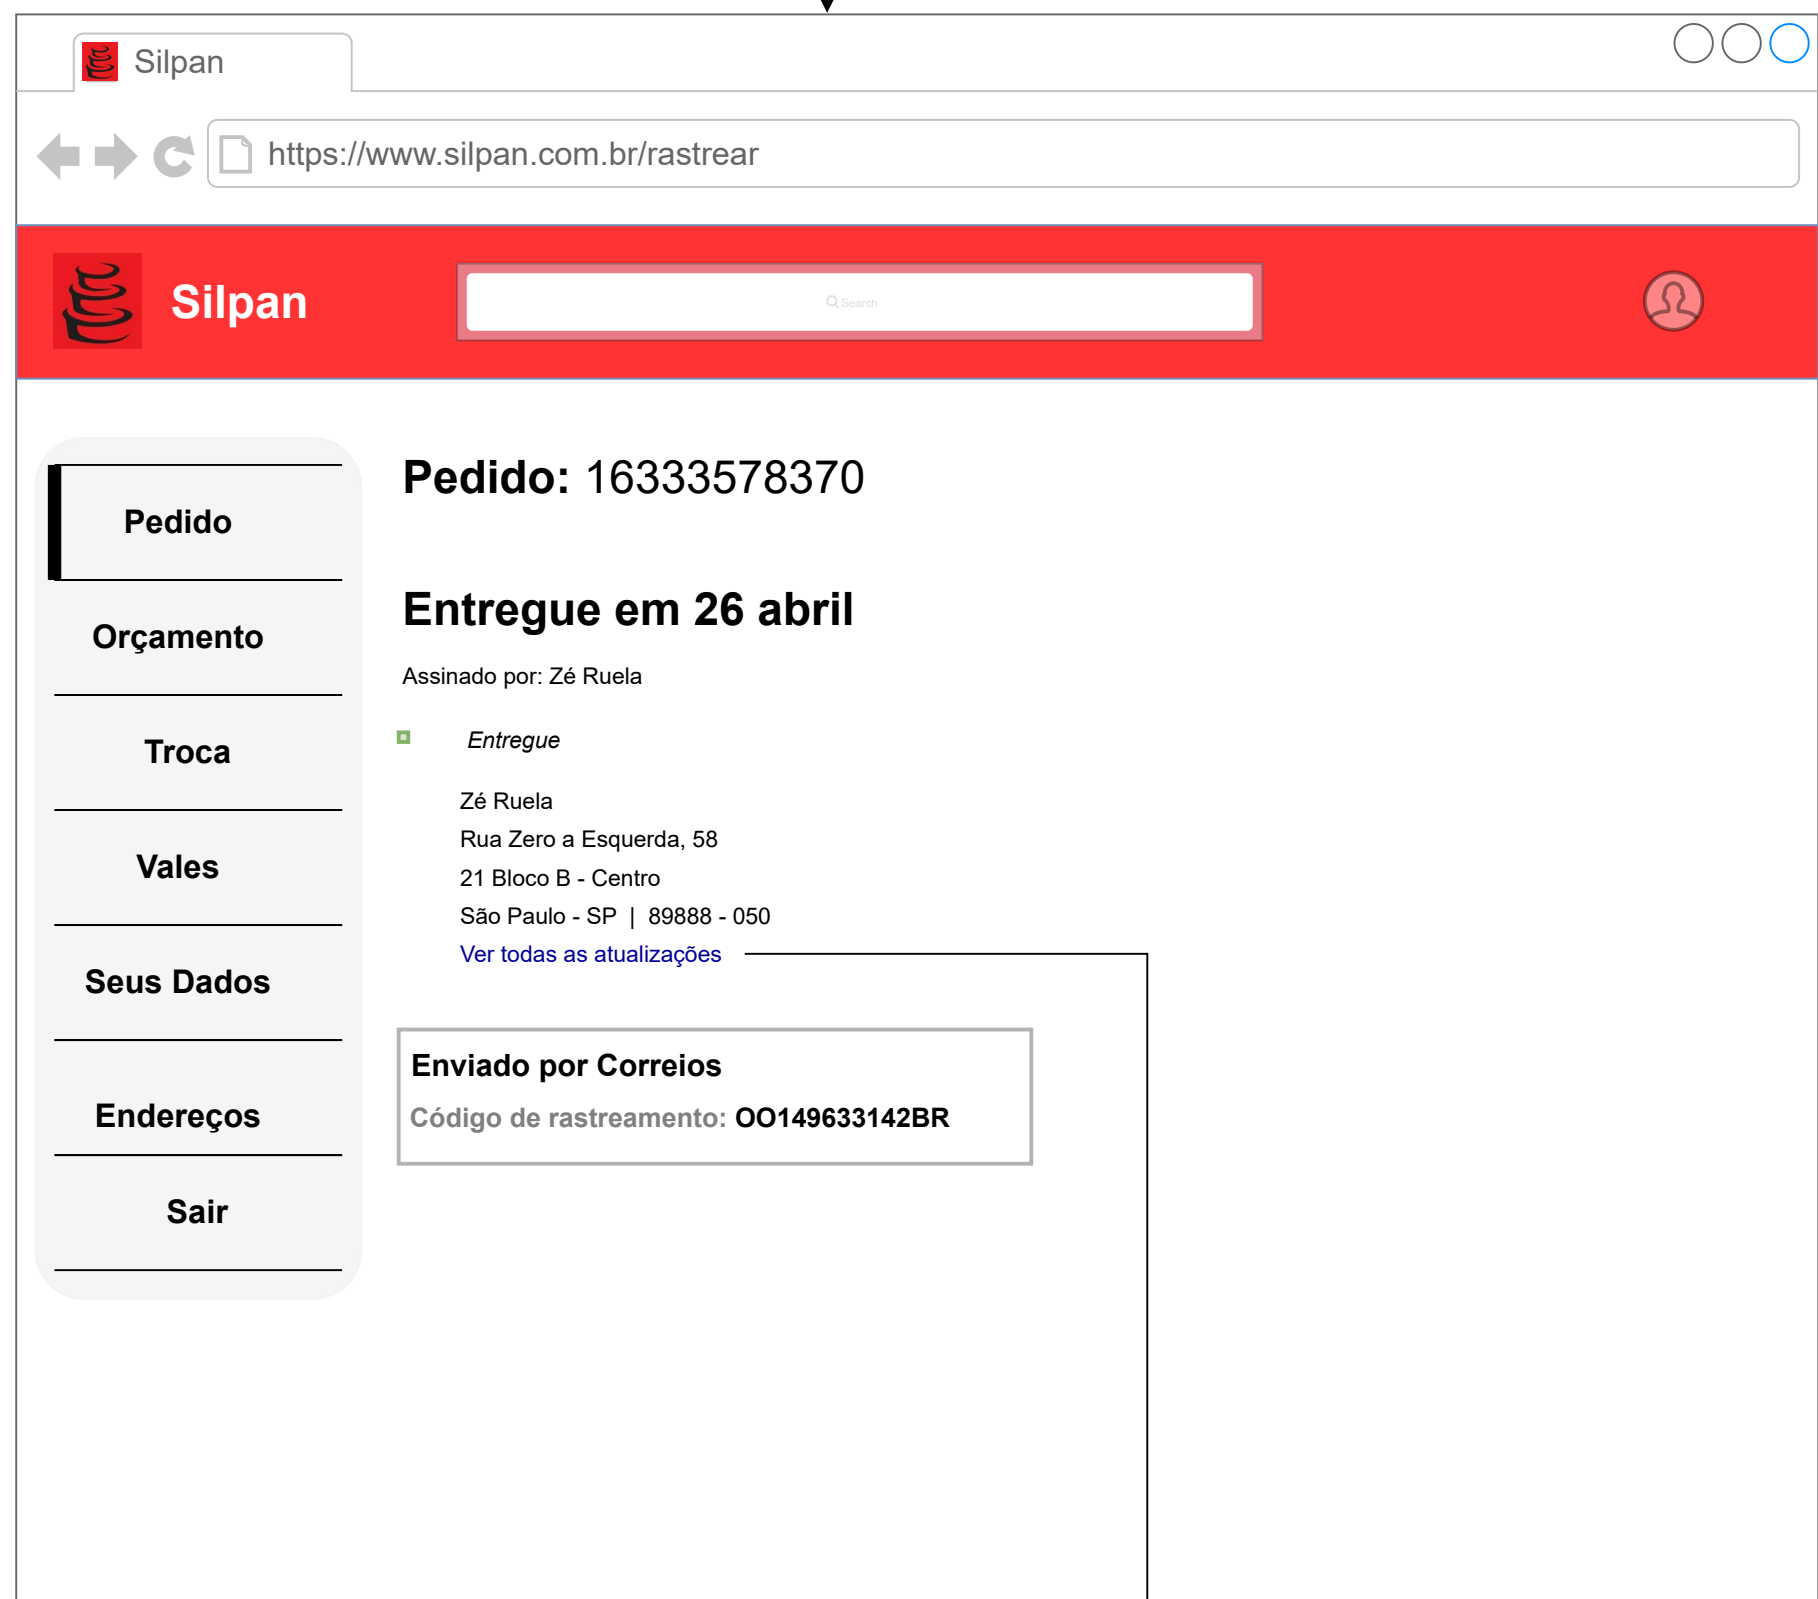 Silpan
https://www.silpan.com.br/rastrear
Silpan
Search
Pedido
Orçamento
Troca
Vales
Seus Dados
Endereços
Sair
Pedido: 16333578370
Entregue em 26 abril
Assinado por: Zé Ruela
Entregue
Zé Ruela
Rua Zero a Esquerda, 58
21 Bloco B - Centro
São Paulo - SP | 89888 - 050
Ver todas as atualizações
Enviado por Correios
Código de rastreamento: OO149633142BR